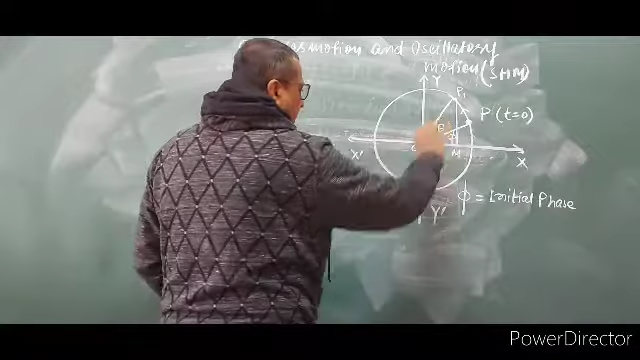 motion and Oscillatory
motion (SHM)
Y
P₁
P (t=0)
X'
M
X
ϕ = Initial Phase
Y'
PowerDirector